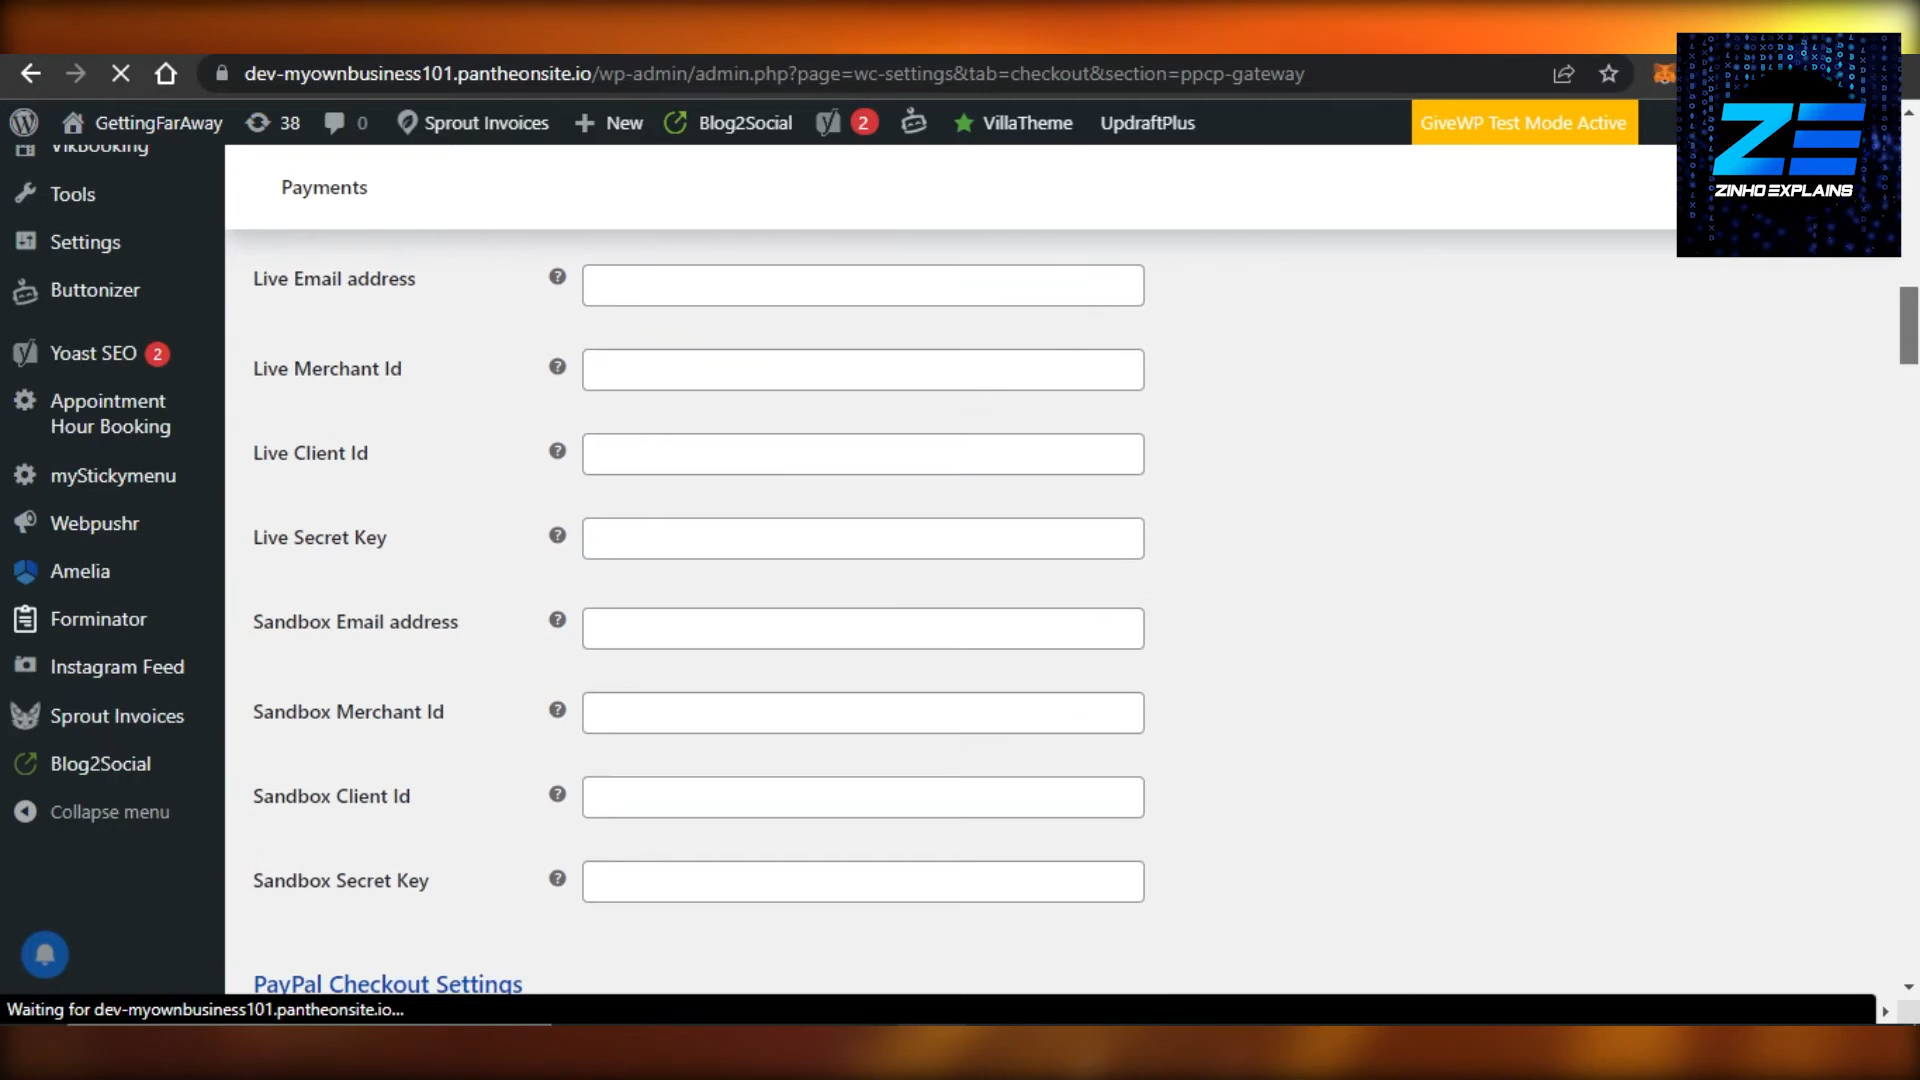 dev-myownbusiness101.pantheonsite.io/wp-admin/admin.php?page=wc-settings&tab=checkout&section=ppcp-gateway
GettingFarAway 38 0 Sprout Invoices New Blog2Social 2 VillaTheme UpdraftPlus GiveWP Test Mode Active
ZE
ZINHO EXPLAINS
VikBooking
Tools
Settings
Buttonizer
Yoast SEO 2
Appointment
Hour Booking
myStickymenu
Webpushr
Amelia
Forminator
Instagram Feed
Sprout Invoices
Blog2Social
Collapse menu
Payments
Live Email address
Live Merchant Id
Live Client Id
Live Secret Key
Sandbox Email address
Sandbox Merchant Id
Sandbox Client Id
Sandbox Secret Key
PayPal Checkout Settings
Waiting for dev-myownbusiness101.pantheonsite.io...